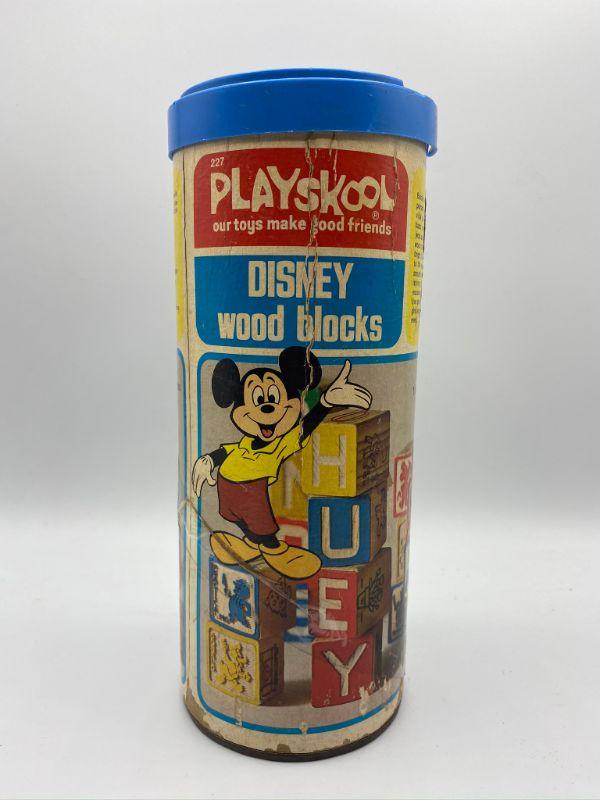 227
PLAYSKOOL®
our toys make good friends
DISNEY
wood blocks
H
U
E
Y